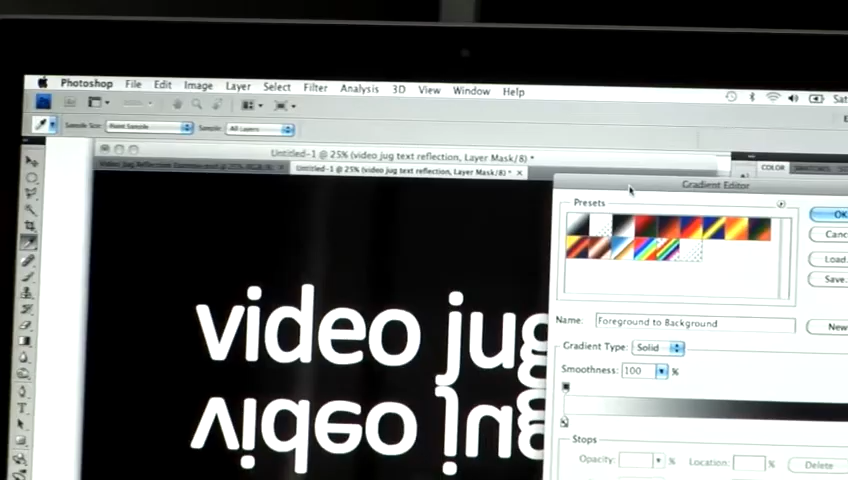 Photoshop File Edit Image Layer Select Filter Analysis 3D View Window Help
Sample Size: Point Sample Sample: All Layers
Untitled-1 @ 25% (video jug text reflection, Layer Mask/8) *
Untitled-1 @ 25% (video jug text reflection, Layer Mask/8) * ×
COLOR
Gradient Editor
Presets
OK
Canc
Load
Save
Name: Foreground to Background
New
Gradient Type: Solid
Smoothness: 100 %
Stops
Opacity: % Location: % Delete
video jug
video jug